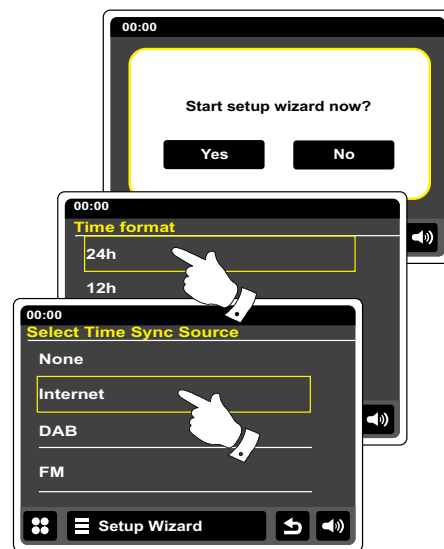 00:00
Start setup wizard now?
Yes No
00:00
Time format
24h
12h
00:00
Select Time Sync Source
None
Internet
DAB
FM
Setup Wizard